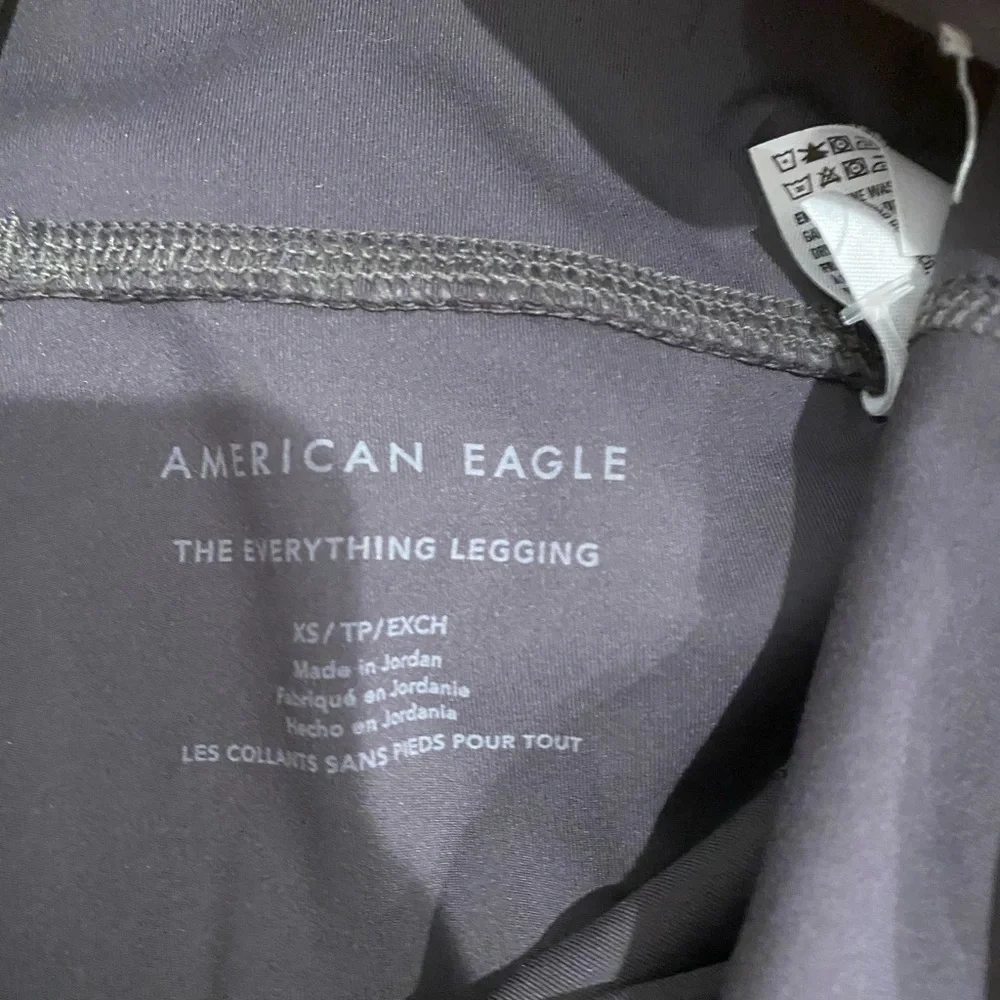 AMERICAN EAGLE
THE EVERYTHING LEGGING
XS/TP/EXCH
Made in Jordan
Fabriqué en Jordanie
Hecho en Jordania
LES COLLANTS SANS PIEDS POUR TOUT